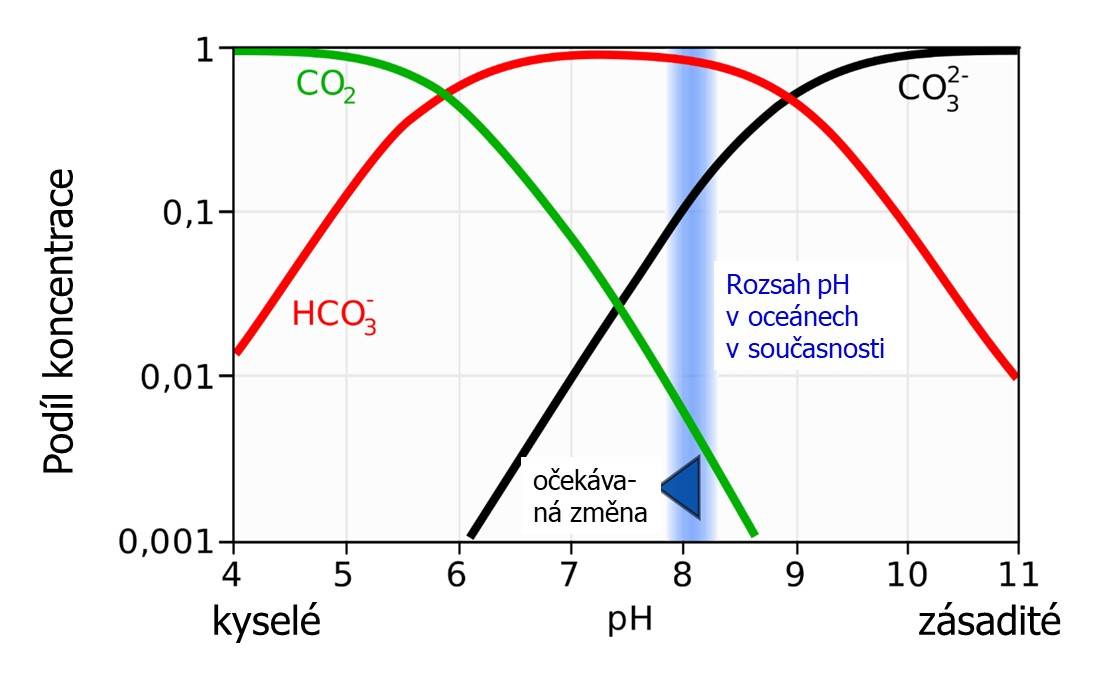 1
CO2
CO3 2-
0,1
HCO3 -
Rozsah pH
v oceánech
v současnosti
Podíl koncentrace
0,01
očekáva-
ná změna
0,001
4 5 6 7 8 9 10 11
kyselé pH zásadité